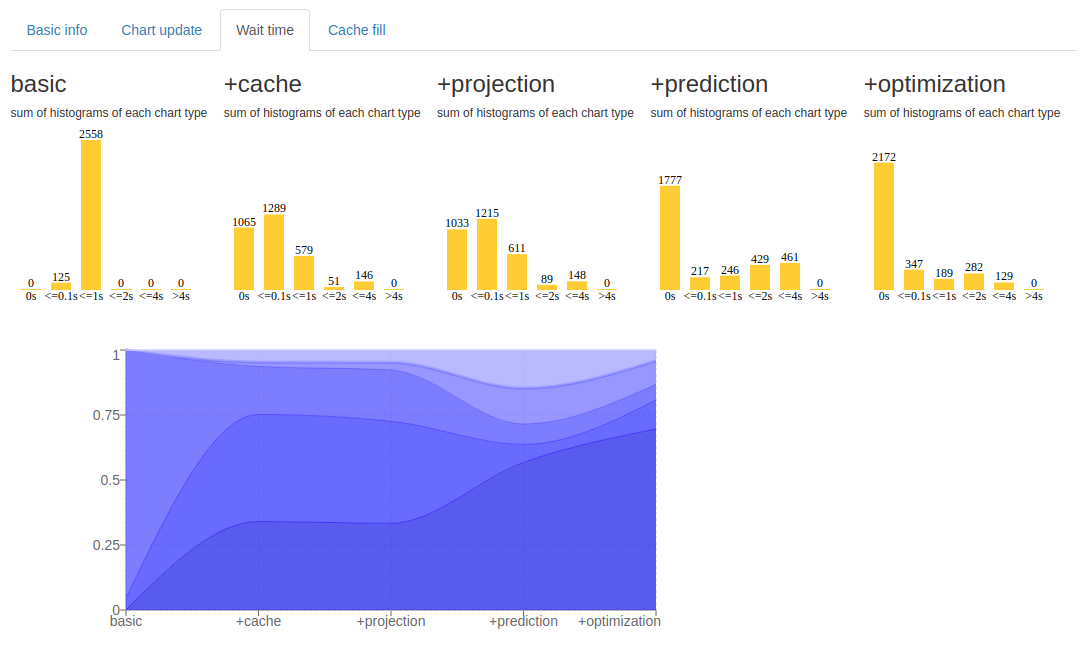 Basic info Chart update Wait time Cache fill
basic +cache +projection +prediction +optimization
sum of histograms of each chart type sum of histograms of each chart type sum of histograms of each chart type sum of histograms of each chart type sum of histograms of each chart type
0 125 2558 0 0 0
0s <=0.1s <=1s <=2s <=4s >4s
1065 1289 579 51 146 0
0s <=0.1s <=1s <=2s <=4s >4s
1033 1215 611 89 148 0
0s <=0.1s <=1s <=2s <=4s >4s
1777 217 246 429 461 0
0s <=0.1s <=1s <=2s <=4s >4s
2172 347 189 282 129 0
0s <=0.1s <=1s <=2s <=4s >4s
1
0.75
0.5
0.25
0
basic +cache +projection +prediction +optimization